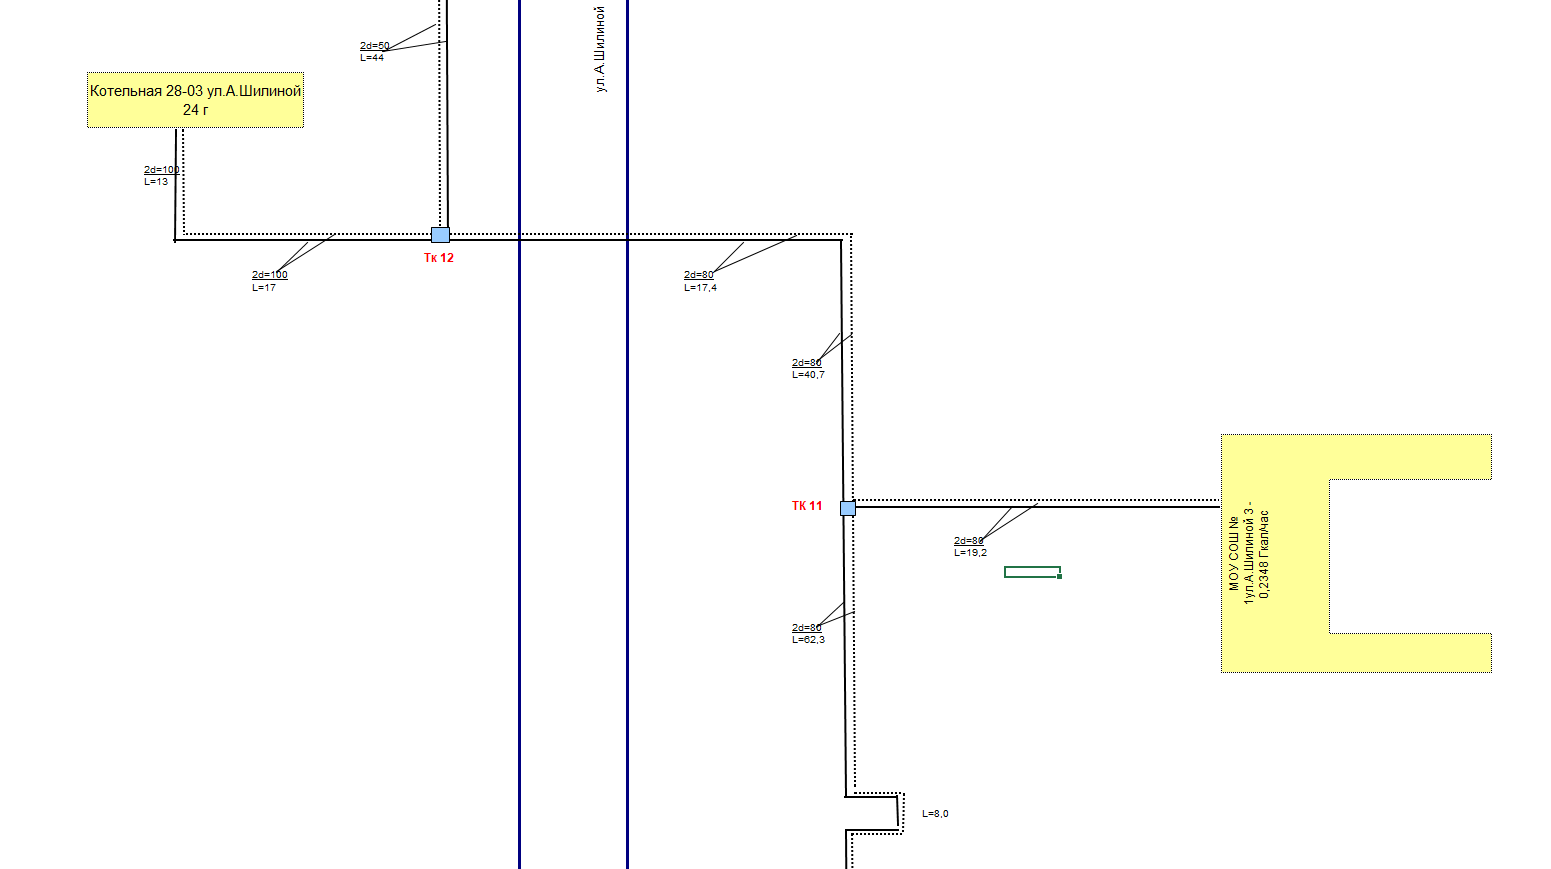 2d=50
L=44
ул.А.Шилиной
Котельная 28-03 ул.А.Шилиной
24 г
2d=100
L=13
Тк 12
2d=100
L=17
2d=80
L=17,4
2d=80
L=40,7
ТК 11
2d=80
L=19,2
МОУ СОШ №
1ул.А.Шилиной 3 -
0,2348 Гкал/час
2d=80
L=62,3
L=8,0